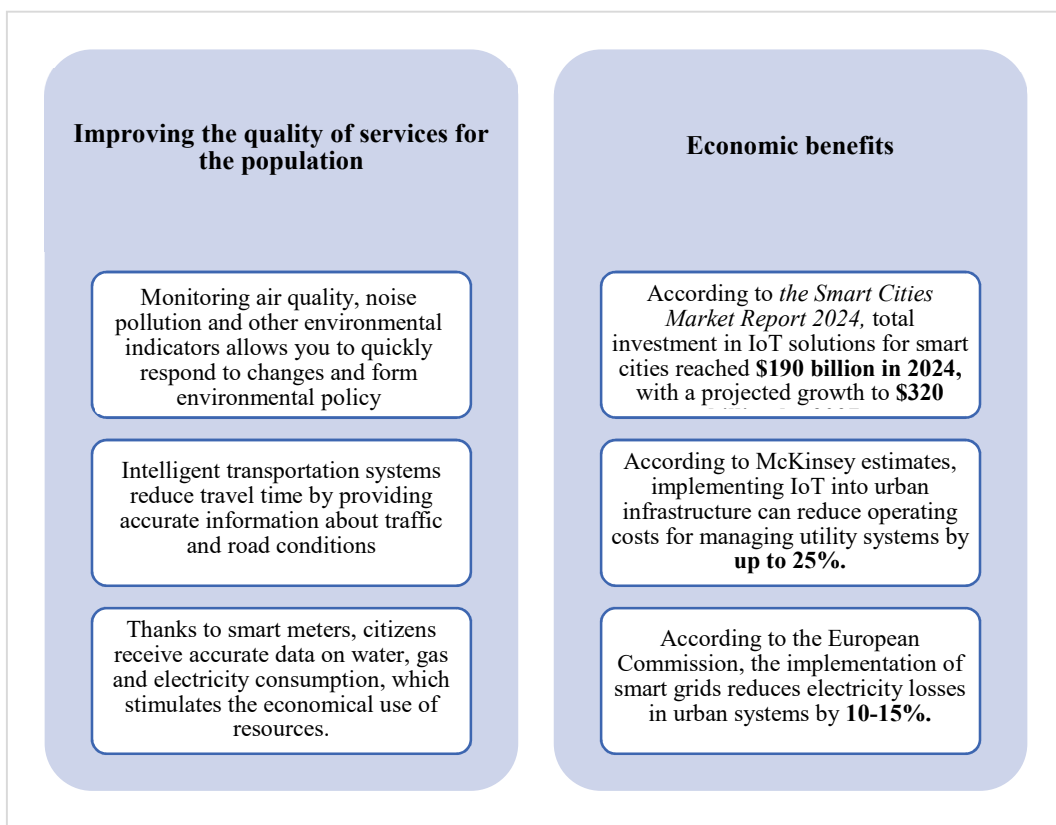 Improving the quality of services for
the population
Monitoring air quality, noise
pollution and other environmental
indicators allows you to quickly
respond to changes and form
environmental policy
Intelligent transportation systems
reduce travel time by providing
accurate information about traffic
and road conditions
Thanks to smart meters, citizens
receive accurate data on water, gas
and electricity consumption, which
stimulates the economical use of
resources.
Economic benefits
According to the Smart Cities
Market Report 2024, total
investment in IoT solutions for smart
cities reached $190 billion in 2024,
with a projected growth to $320
According to McKinsey estimates,
implementing IoT into urban
infrastructure can reduce operating
costs for managing utility systems by
up to 25%.
According to the European
Commission, the implementation of
smart grids reduces electricity losses
in urban systems by 10-15%.